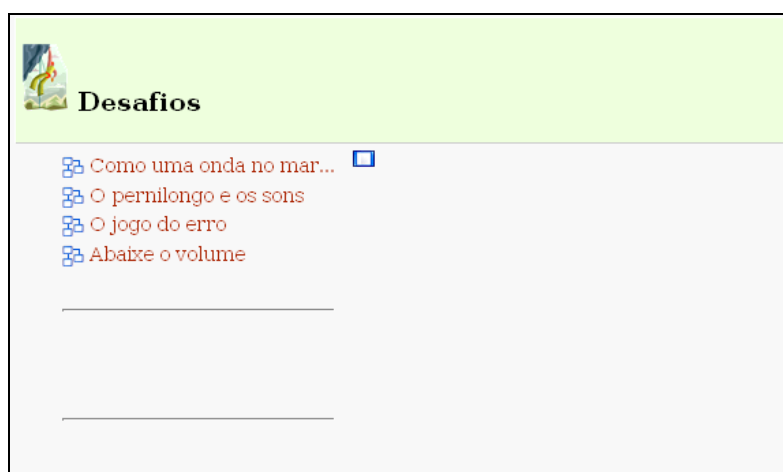 Desafios
Como uma onda no mar...
O pernilongo e os sons
O jogo do erro
Abaixe o volume